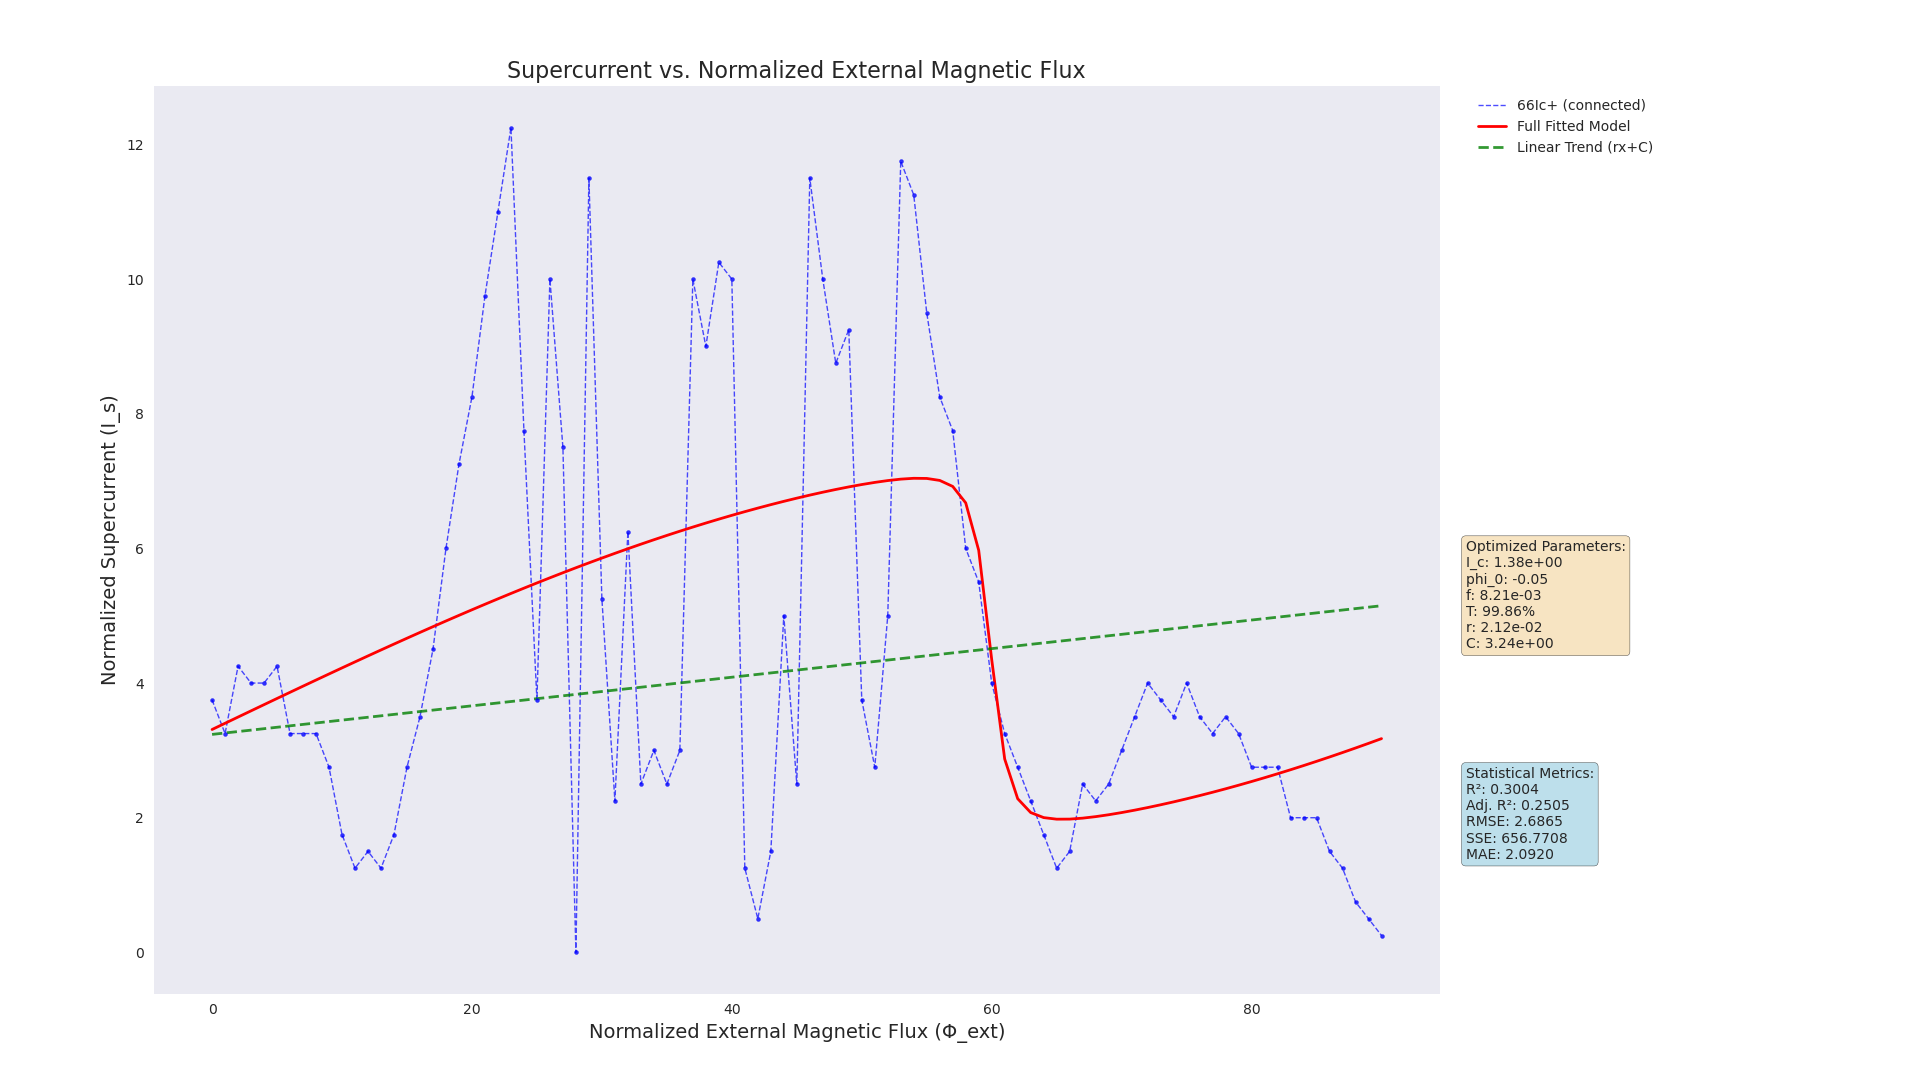 Supercurrent vs. Normalized External Magnetic Flux
66Ic+ (connected)
Full Fitted Model
Linear Trend (rx+C)
12
10
8
6
4
2
0
Normalized Supercurrent (I_s)
0 20 40 60 80
Normalized External Magnetic Flux (Φ_ext)
Optimized Parameters:
I_c: 1.38e+00
phi_0: -0.05
f: 8.21e-03
T: 99.86%
r: 2.12e-02
C: 3.24e+00
Statistical Metrics:
R²: 0.3004
Adj. R²: 0.2505
RMSE: 2.6865
SSE: 656.7708
MAE: 2.0920